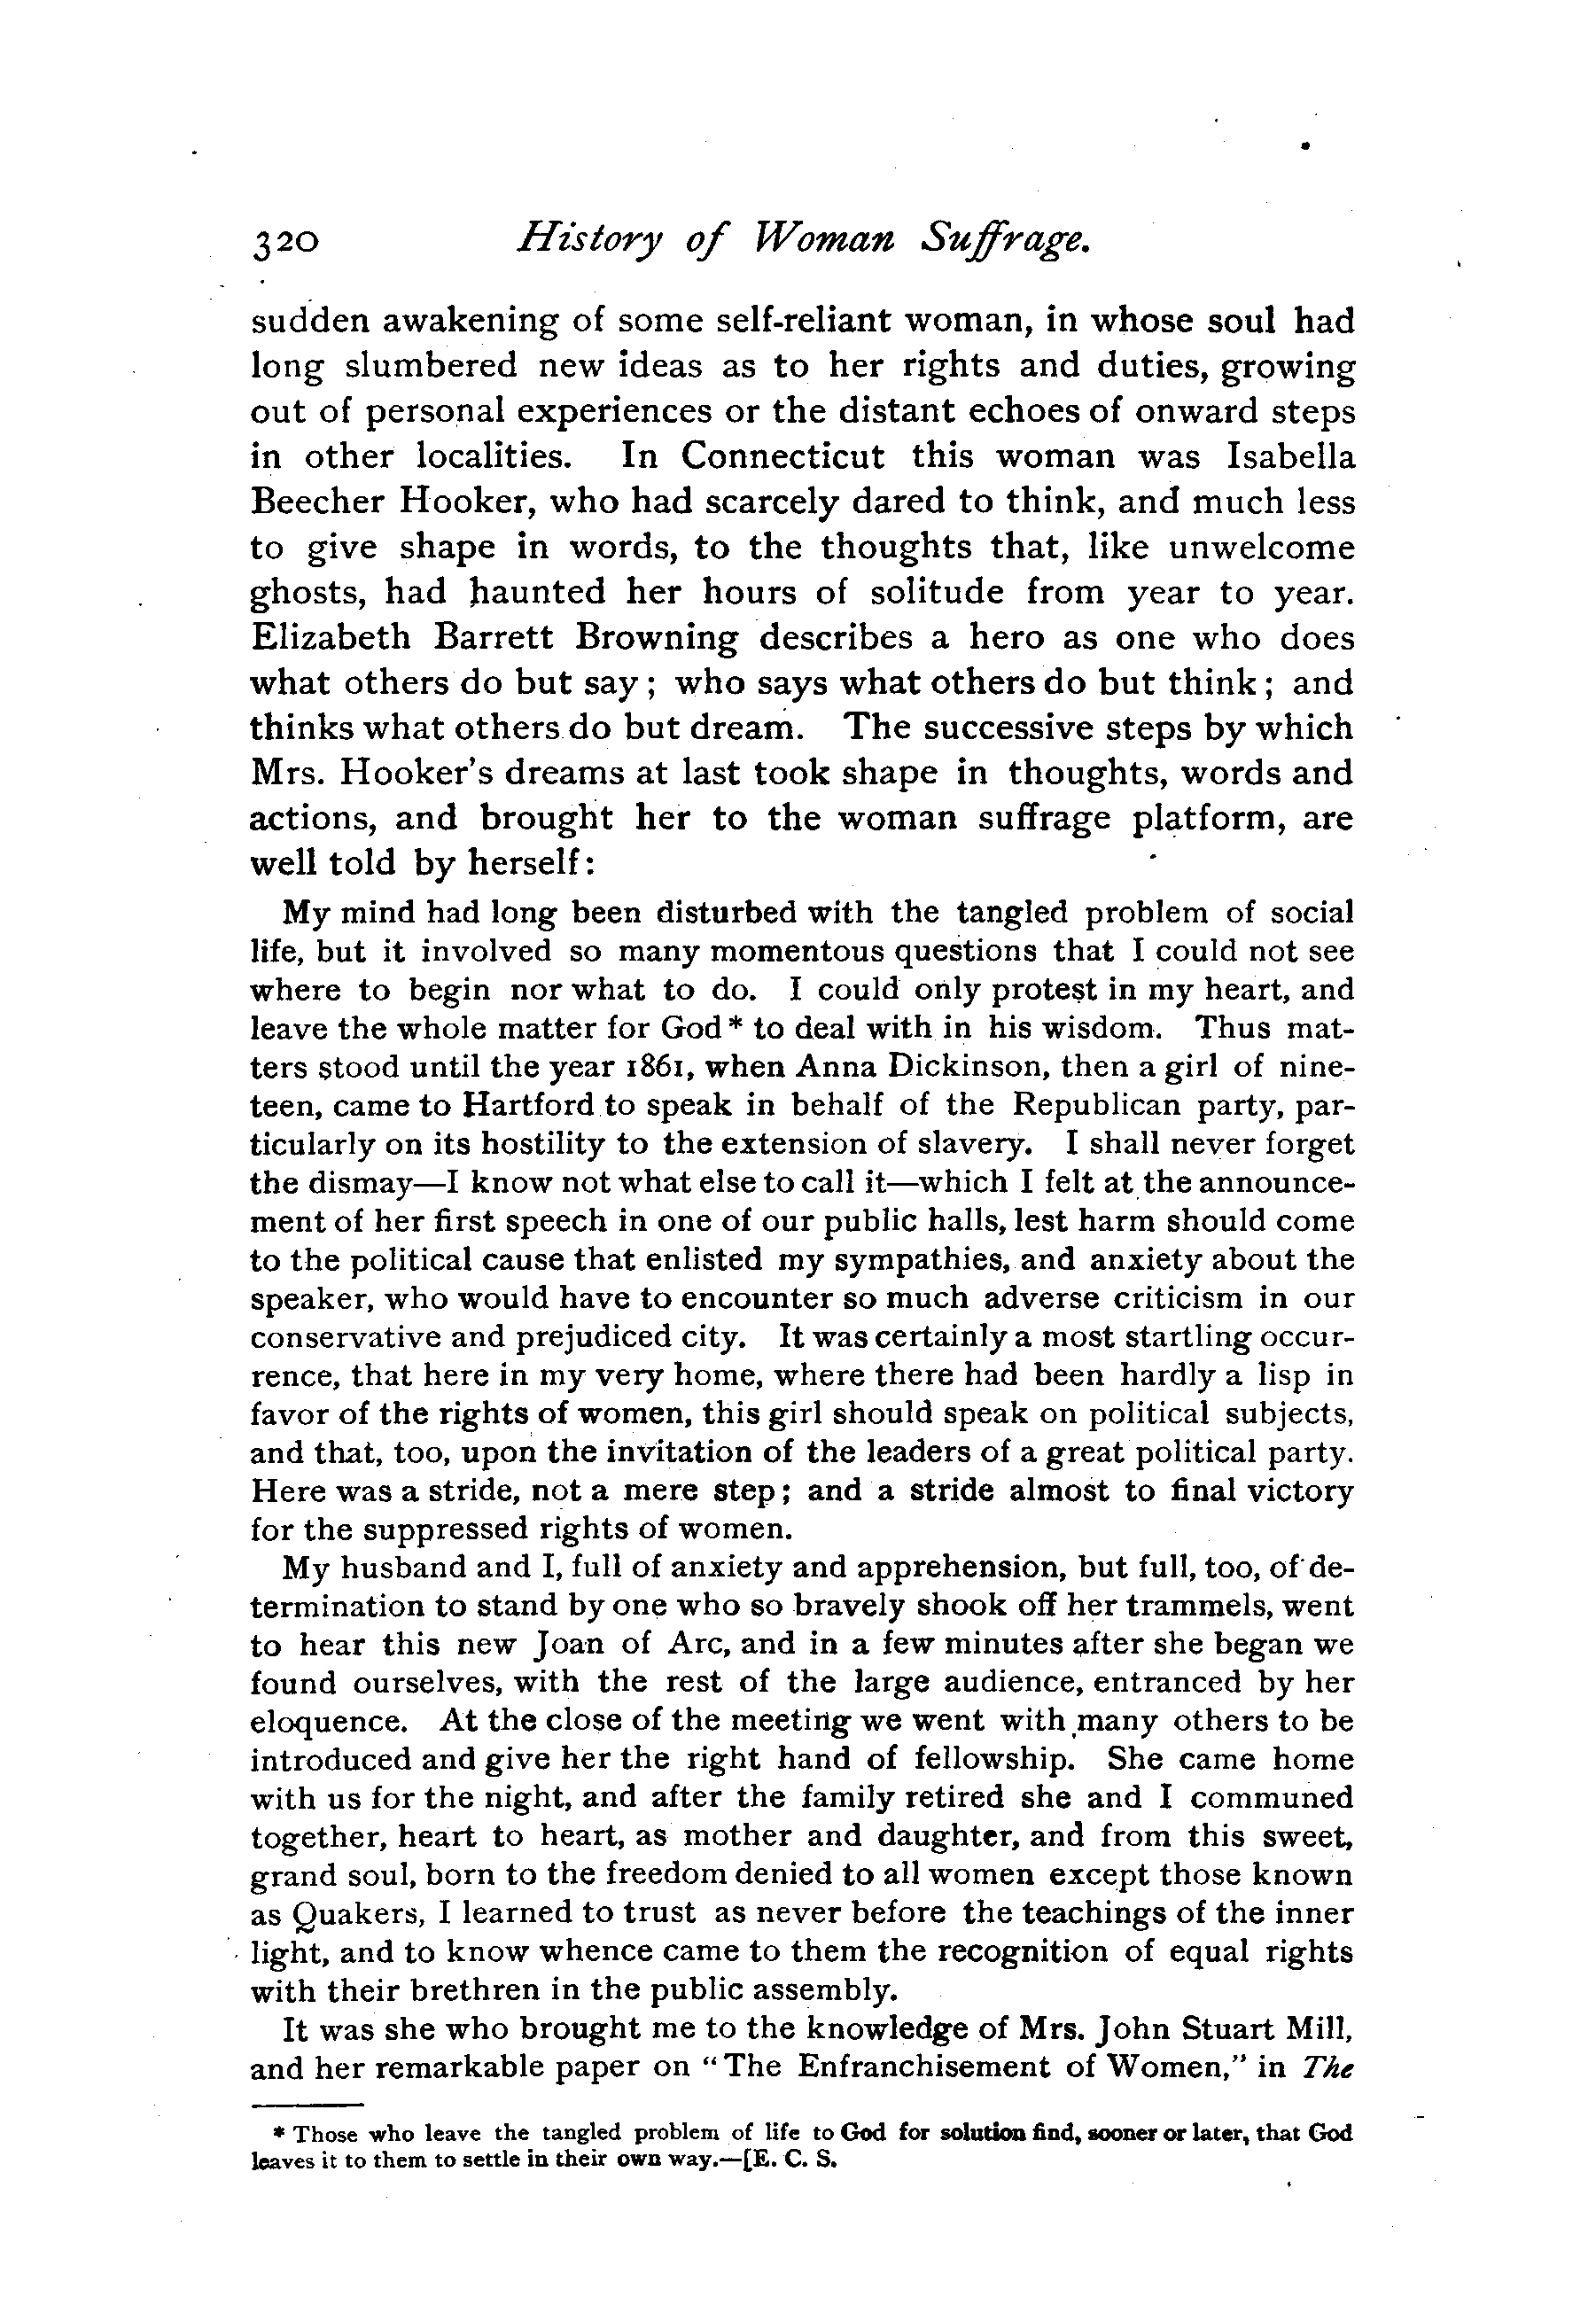 320 History of Woman Suffrage.
sudden awakening of some self-reliant woman, in whose soul had
long slumbered new ideas as to her rights and duties, growing
out of personal experiences or the distant echoes of onward steps
in other localities. In Connecticut this woman was Isabella
Beecher Hooker, who had scarcely dared to think, and much less
to give shape in words, to the thoughts that, like unwelcome
ghosts, had haunted her hours of solitude from year to year.
Elizabeth Barrett Browning describes a hero as one who does
what others do but say; who says what others do but think; and
thinks what others do but dream. The successive steps by which
Mrs. Hooker's dreams at last took shape in thoughts, words and
actions, and brought her to the woman suffrage platform, are
well told by herself:
My mind had long been disturbed with the tangled problem of social
life, but it involved so many momentous questions that I could not see
where to begin nor what to do. I could only protest in my heart, and
leave the whole matter for God* to deal with in his wisdom. Thus mat-
ters stood until the year 1861, when Anna Dickinson, then a girl of nine-
teen, came to Hartford to speak in behalf of the Republican party, par-
ticularly on its hostility to the extension of slavery. I shall never forget
the dismay—I know not what else to call it—which I felt at the announce-
ment of her first speech in one of our public halls, lest harm should come
to the political cause that enlisted my sympathies, and anxiety about the
speaker, who would have to encounter so much adverse criticism in our
conservative and prejudiced city. It was certainly a most startling occur-
rence, that here in my very home, where there had been hardly a lisp in
favor of the rights of women, this girl should speak on political subjects,
and that, too, upon the invitation of the leaders of a great political party.
Here was a stride, not a mere step; and a stride almost to final victory
for the suppressed rights of women.
My husband and I, full of anxiety and apprehension, but full, too, of de-
termination to stand by one who so bravely shook off her trammels, went
to hear this new Joan of Arc, and in a few minutes after she began we
found ourselves, with the rest of the large audience, entranced by her
eloquence. At the close of the meeting we went with many others to be
introduced and give her the right hand of fellowship. She came home
with us for the night, and after the family retired she and I communed
together, heart to heart, as mother and daughter, and from this sweet,
grand soul, born to the freedom denied to all women except those known
as Quakers, I learned to trust as never before the teachings of the inner
light, and to know whence came to them the recognition of equal rights
with their brethren in the public assembly.
It was she who brought me to the knowledge of Mrs. John Stuart Mill,
and her remarkable paper on "The Enfranchisement of Women," in The
* Those who leave the tangled problem of life to God for solution find, sooner or later, that God
leaves it to them to settle in their own way.—[E. C. S.